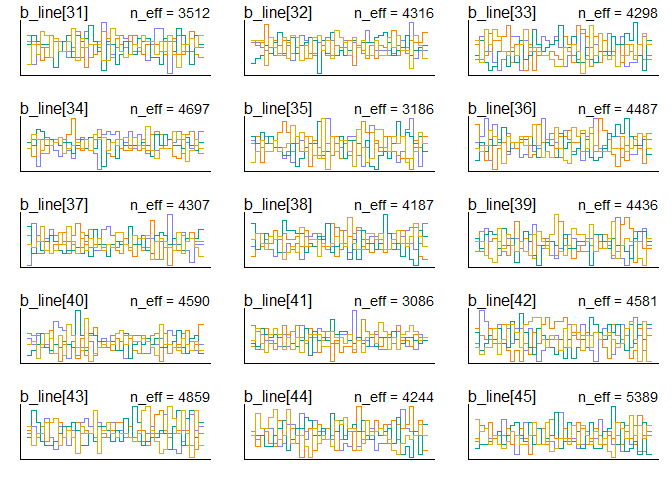 b_line[31] n_eff = 3512 b_line[32] n_eff = 4316 b_line[33] n_eff = 4298
b_line[34] n_eff = 4697 b_line[35] n_eff = 3186 b_line[36] n_eff = 4487
b_line[37] n_eff = 4307 b_line[38] n_eff = 4187 b_line[39] n_eff = 4436
b_line[40] n_eff = 4590 b_line[41] n_eff = 3086 b_line[42] n_eff = 4581
b_line[43] n_eff = 4859 b_line[44] n_eff = 4244 b_line[45] n_eff = 5389